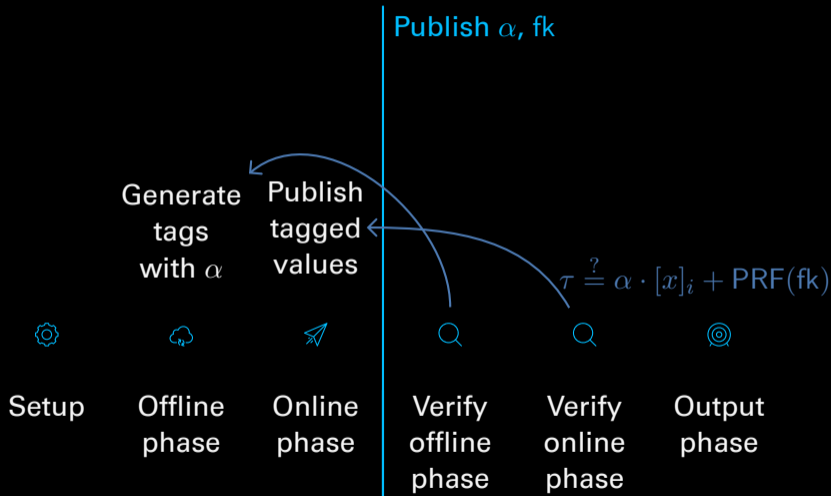 Publish α, fk
Generate
tags
with α
Publish
tagged
values
τ ≟ α · [x]ᵢ + PRF(fk)
Setup
Offline
phase
Online
phase
Verify
offline
phase
Verify
online
phase
Output
phase